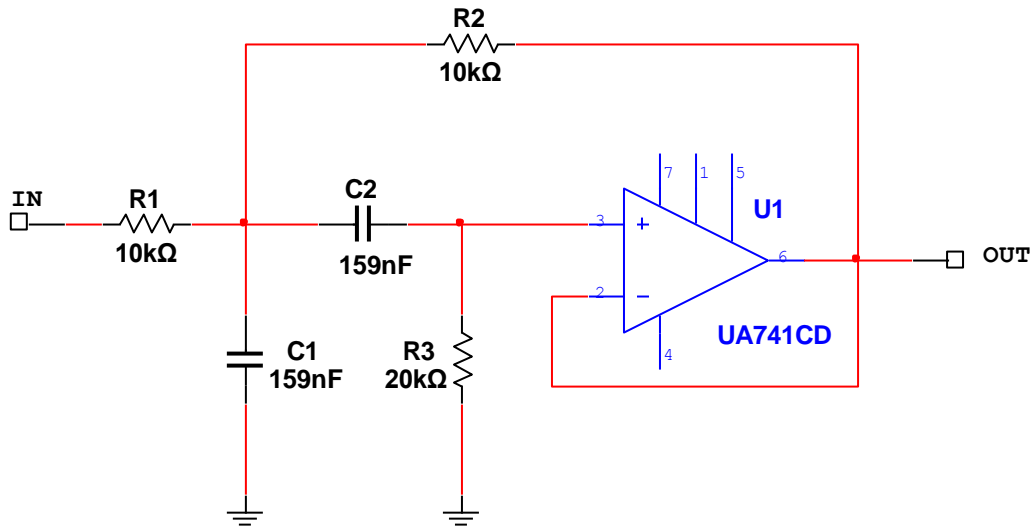 R2
10kΩ
IN
R1
10kΩ
C2
159nF
C1
159nF
R3
20kΩ
7
1
5
U1
3
+
2
−
6
4
UA741CD
OUT